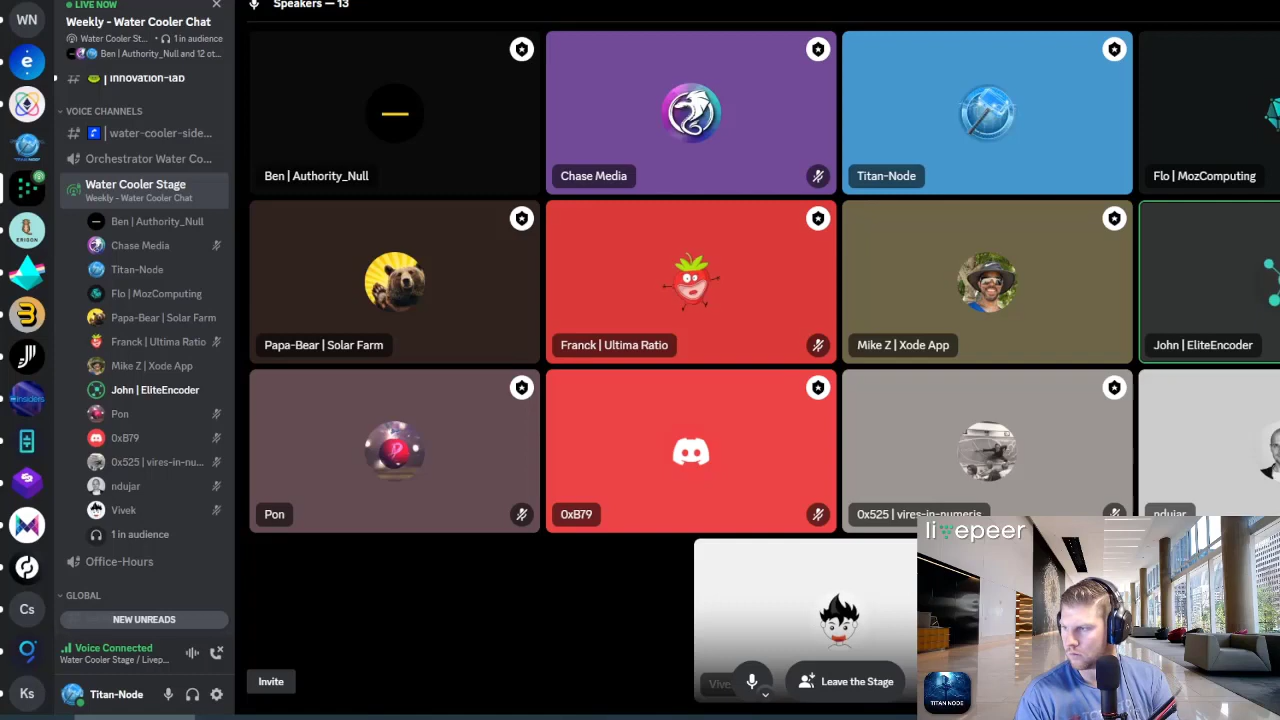 WN
LIVE NOW
Weekly - Water Cooler Chat
Water Cooler St... · 1 in audience
Ben | Authority_Null and 12 ot...
| innovation-lab
VOICE CHANNELS
| water-cooler-side...
Orchestrator Water Co...
Water Cooler Stage
Weekly - Water Cooler Chat
Ben | Authority_Null
Chase Media
Titan-Node
Flo | MozComputing
Papa-Bear | Solar Farm
Franck | Ultima Ratio
Mike Z | Xode App
John | EliteEncoder
Pon
0xB79
0x525 | vires-in-nu...
ndujar
Vivek
1 in audience
Office-Hours
GLOBAL
NEW UNREADS
Voice Connected
Water Cooler Stage / Livep...
Titan-Node
TITAN NODE
ERIGON
insiders
Cs
Ks
Speakers — 13
Ben | Authority_Null
Chase Media
Titan-Node
Flo | MozComputing
Papa-Bear | Solar Farm
Franck | Ultima Ratio
Mike Z | Xode App
John | EliteEncoder
Pon
0xB79
0x525 | vires-in-numeris
ndujar
Vive
Invite
Leave the Stage
livepeer
TITAN NODE